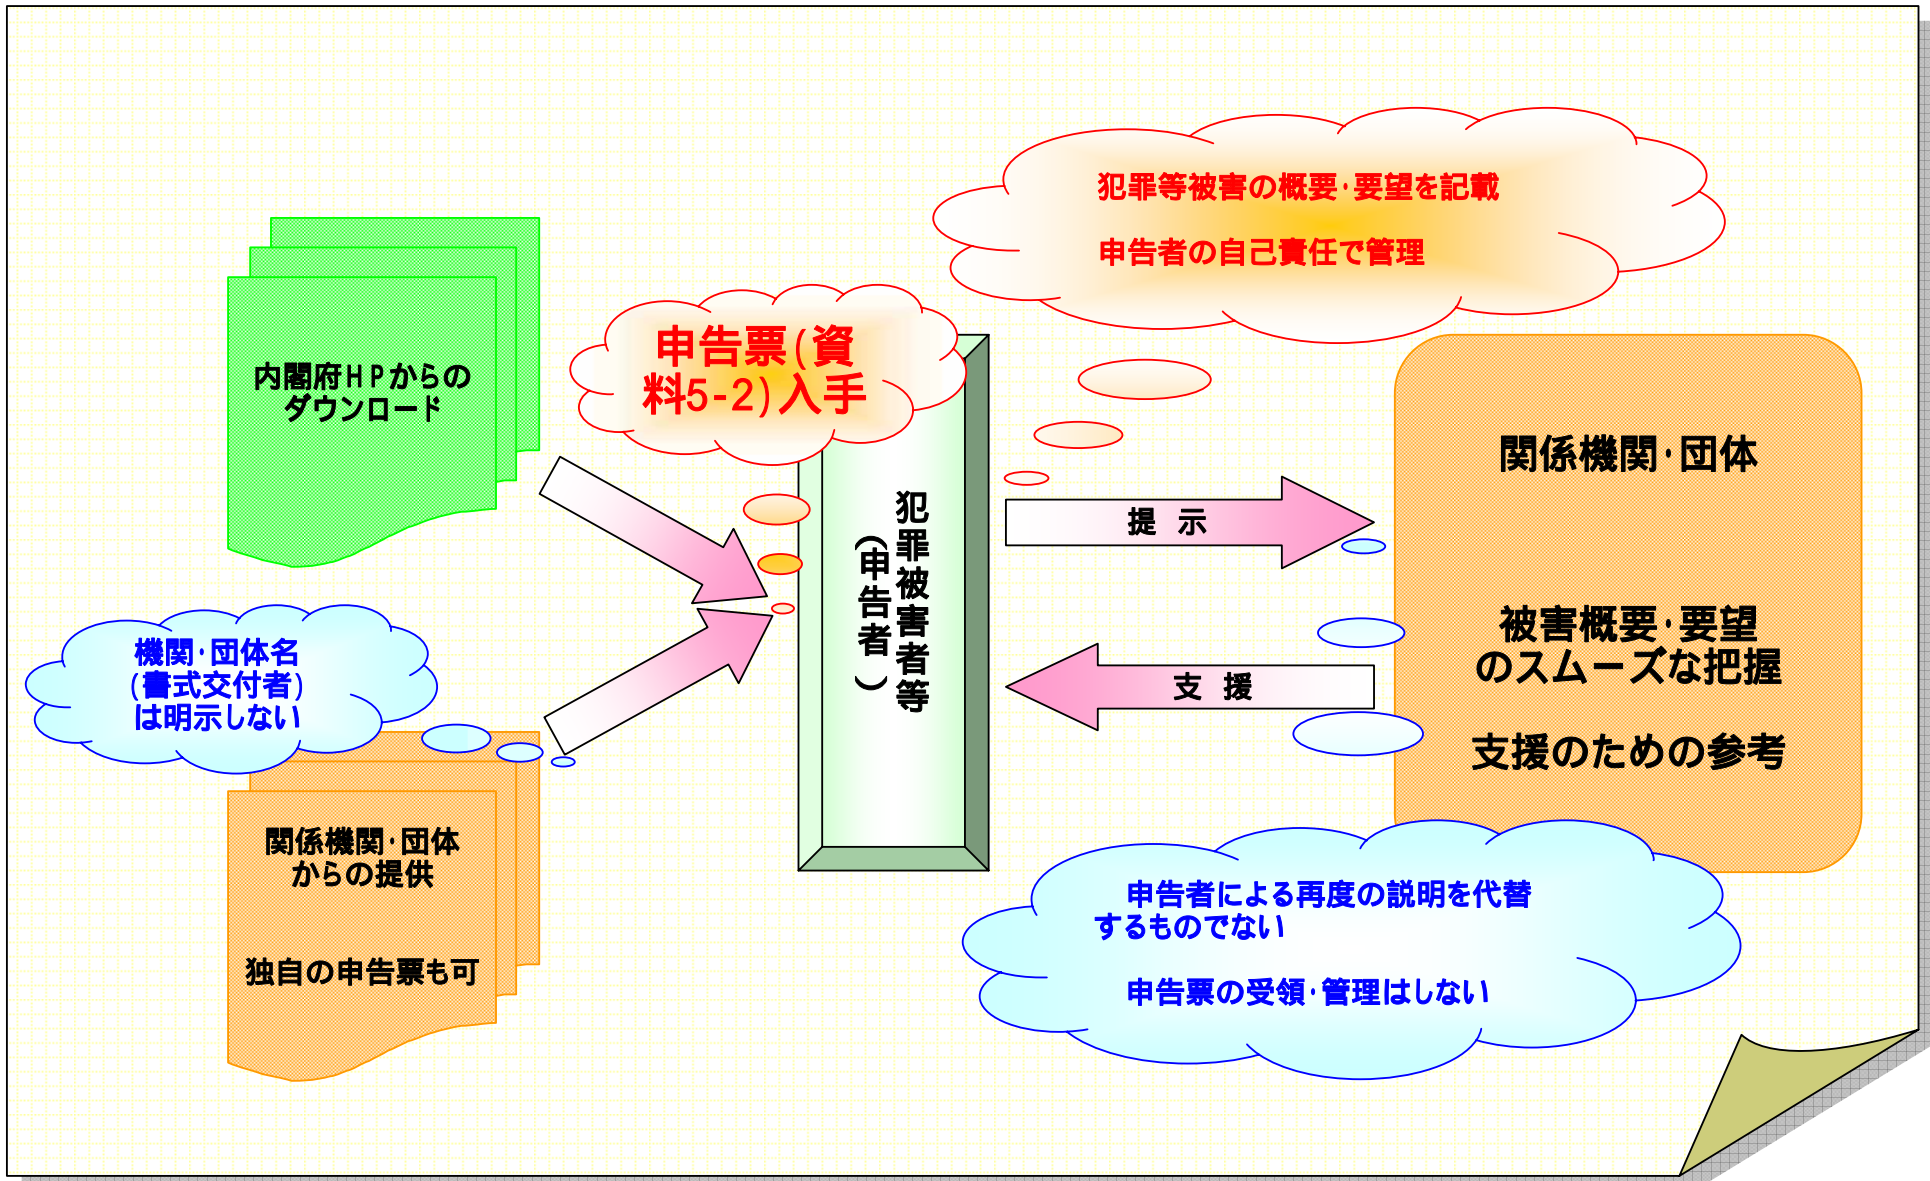 内閣府HPからの
ダウンロード
機関・団体名
(書式交付者)
は明示しない
関係機関・団体
からの提供
独自の申告票も可
申告票(資
料5-2)入手
犯罪被害者等
(申告者)
犯罪等被害の概要・要望を記載
申告者の自己責任で管理
提 示
支 援
関係機関・団体
被害概要・要望
のスムーズな把握
支援のための参考
申告者による再度の説明を代替
するものでない
申告票の受領・管理はしない